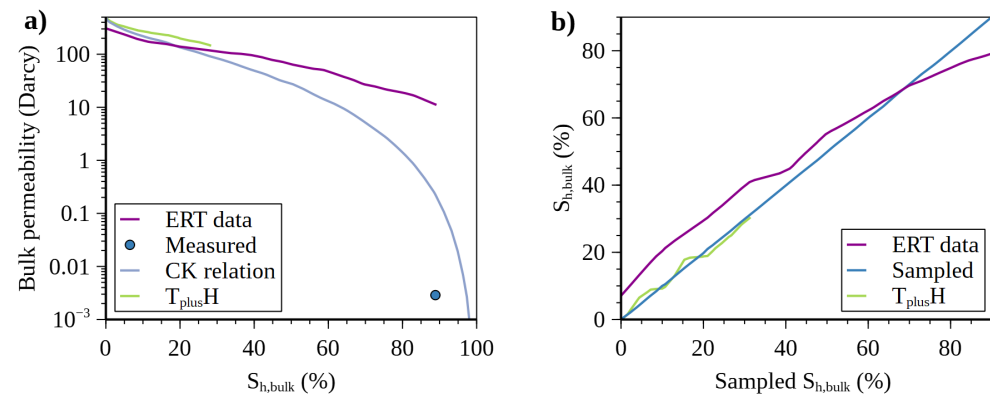 a)
Bulk permeability (Darcy)
100
10
1
0.1
0.01
10⁻³
0 20 40 60 80 100
S_h,bulk (%)
ERT data
Measured
CK relation
T_plusH
b)
S_h,bulk (%)
80
60
40
20
0
0 20 40 60 80
Sampled S_h,bulk (%)
ERT data
Sampled
T_plusH